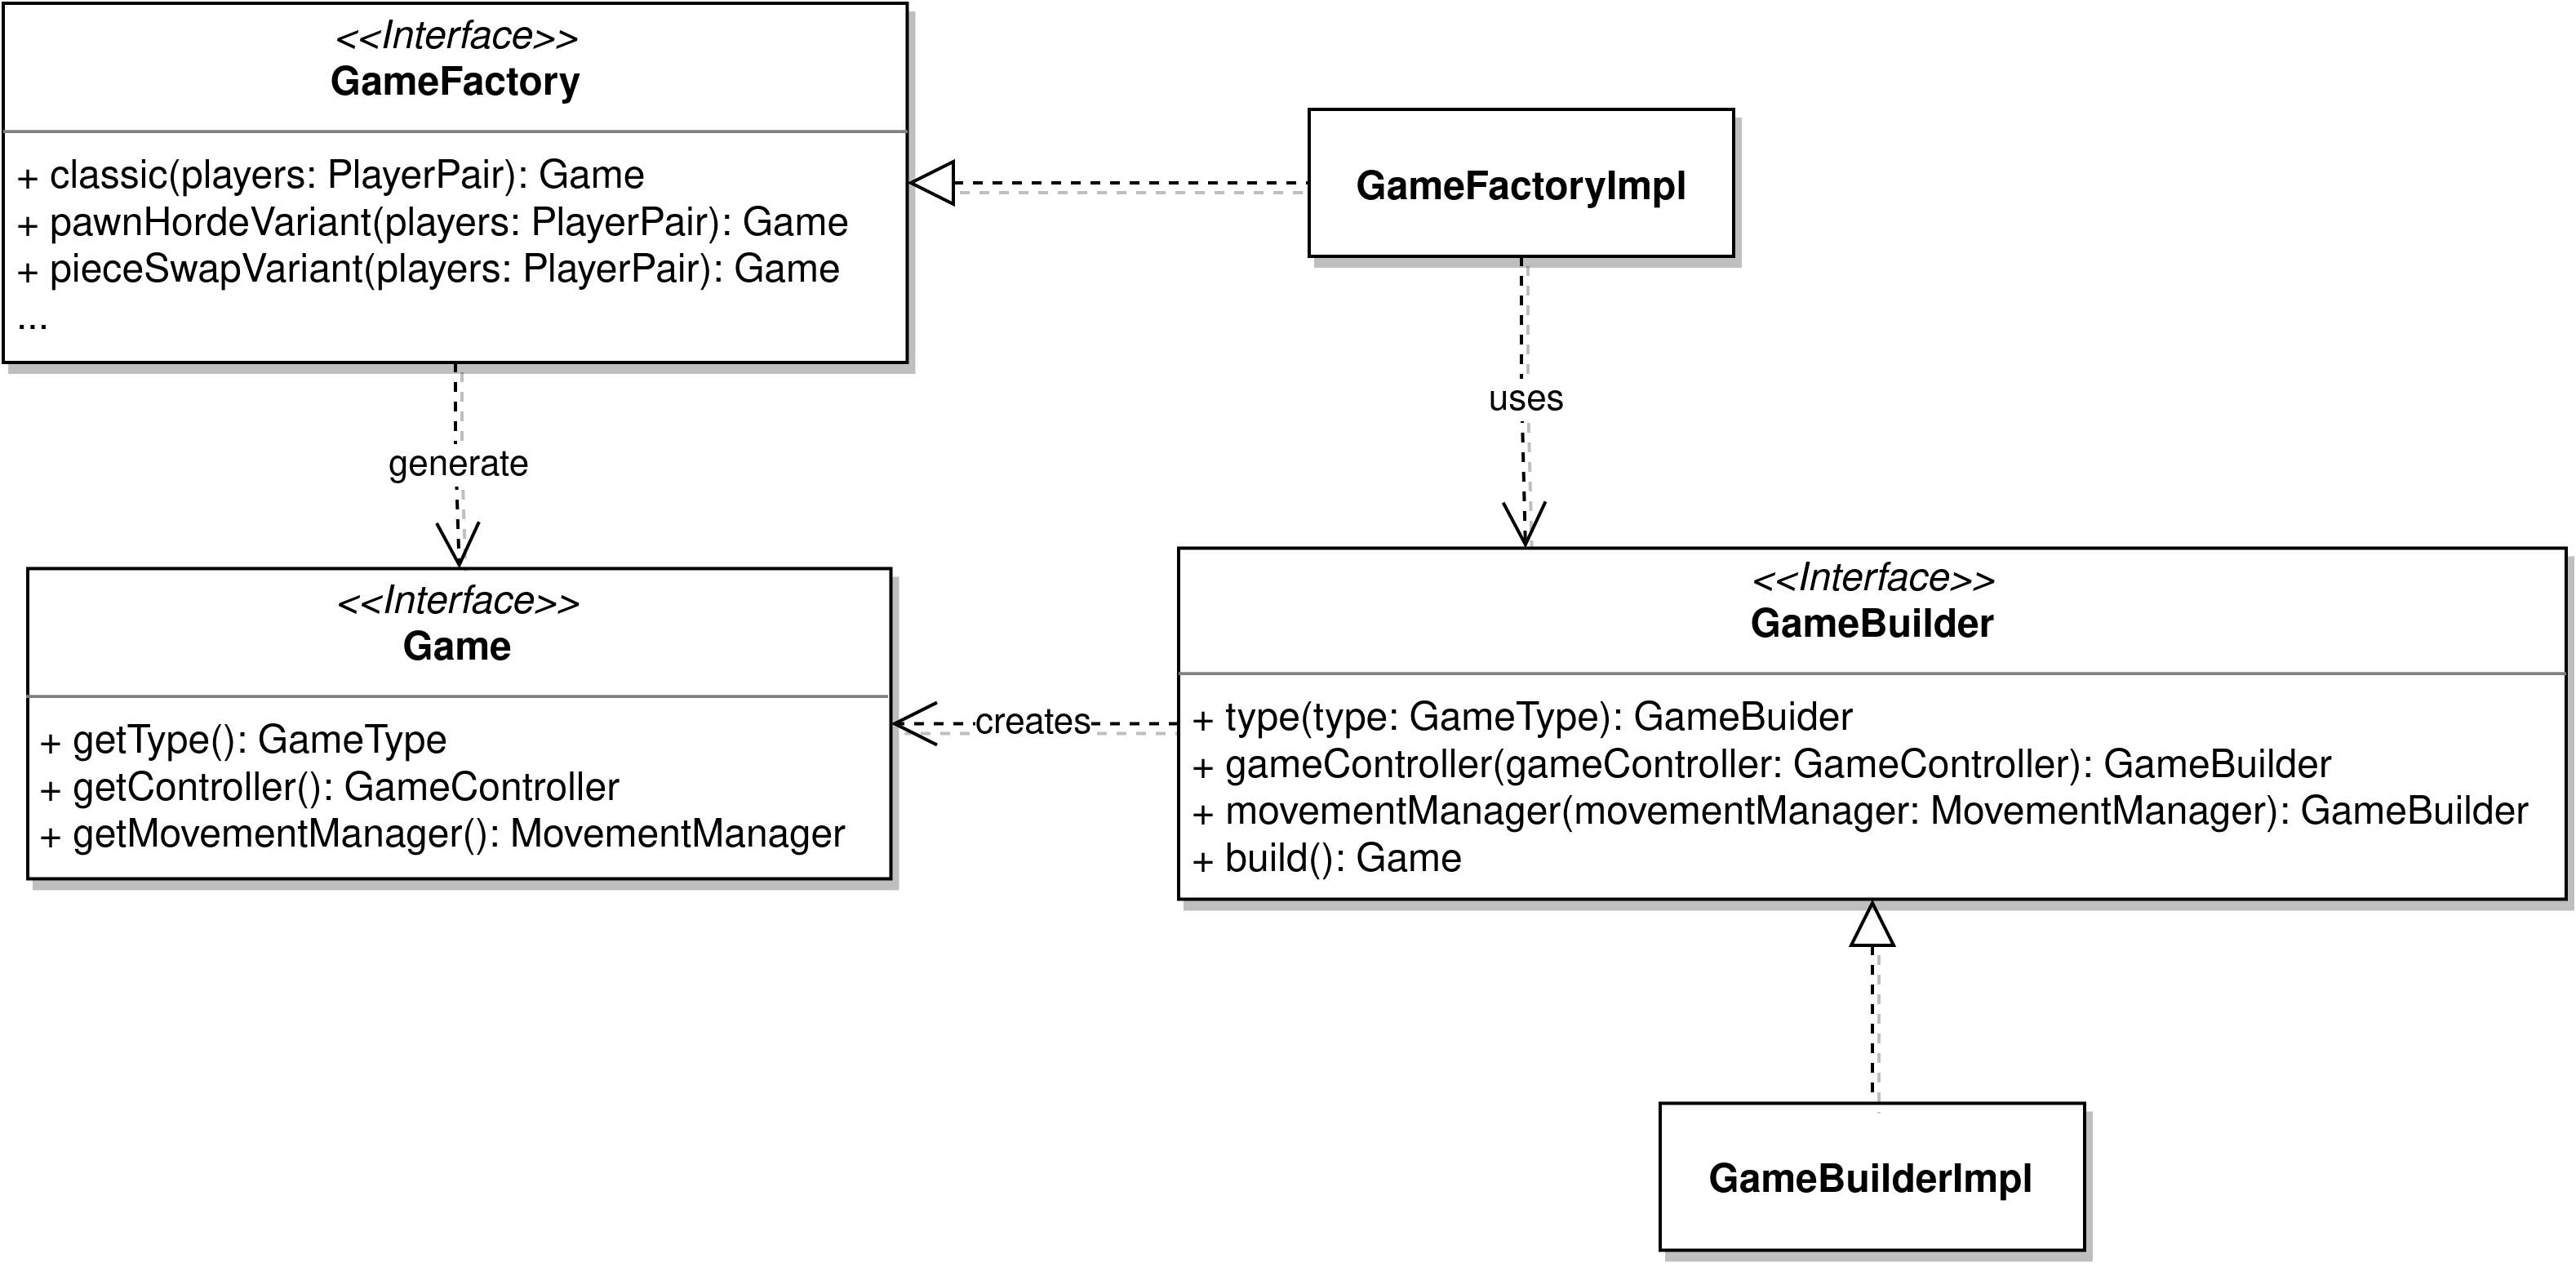 <<Interface>>
GameFactory
+ classic(players: PlayerPair): Game
+ pawnHordeVariant(players: PlayerPair): Game
+ pieceSwapVariant(players: PlayerPair): Game
...
GameFactoryImpl
generate
uses
<<Interface>>
Game
+ getType(): GameType
+ getController(): GameController
+ getMovementManager(): MovementManager
creates
<<Interface>>
GameBuilder
+ type(type: GameType): GameBuider
+ gameController(gameController: GameController): GameBuilder
+ movementManager(movementManager: MovementManager): GameBuilder
+ build(): Game
GameBuilderImpl